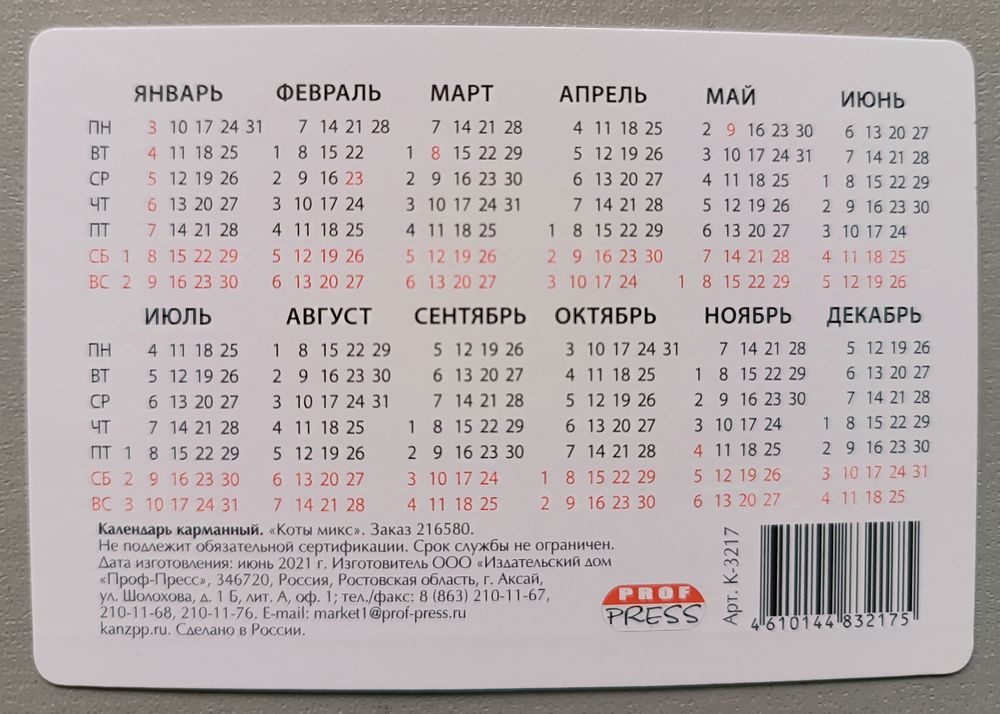 ЯНВАРЬ ФЕВРАЛЬ МАРТ АПРЕЛЬ МАЙ ИЮНЬ
ПН 3 10 17 24 31 7 14 21 28 7 14 21 28 4 11 18 25 2 9 16 23 30 6 13 20 27
ВТ 4 11 18 25 1 8 15 22 1 8 15 22 29 5 12 19 26 3 10 17 24 31 7 14 21 28
СР 5 12 19 26 2 9 16 23 2 9 16 23 30 6 13 20 27 4 11 18 25 1 8 15 22 29
ЧТ 6 13 20 27 3 10 17 24 3 10 17 24 31 7 14 21 28 5 12 19 26 2 9 16 23 30
ПТ 7 14 21 28 4 11 18 25 4 11 18 25 1 8 15 22 29 6 13 20 27 3 10 17 24
СБ 1 8 15 22 29 5 12 19 26 5 12 19 26 2 9 16 23 30 7 14 21 28 4 11 18 25
ВС 2 9 16 23 30 6 13 20 27 6 13 20 27 3 10 17 24 1 8 15 22 29 5 12 19 26
ИЮЛЬ АВГУСТ СЕНТЯБРЬ ОКТЯБРЬ НОЯБРЬ ДЕКАБРЬ
ПН 4 11 18 25 1 8 15 22 29 5 12 19 26 3 10 17 24 31 7 14 21 28 5 12 19 26
ВТ 5 12 19 26 2 9 16 23 30 6 13 20 27 4 11 18 25 1 8 15 22 29 6 13 20 27
СР 6 13 20 27 3 10 17 24 31 7 14 21 28 5 12 19 26 2 9 16 23 30 7 14 21 28
ЧТ 7 14 21 28 4 11 18 25 1 8 15 22 29 6 13 20 27 3 10 17 24 1 8 15 22 29
ПТ 1 8 15 22 29 5 12 19 26 2 9 16 23 30 7 14 21 28 4 11 18 25 2 9 16 23 30
СБ 2 9 16 23 30 6 13 20 27 3 10 17 24 1 8 15 22 29 5 12 19 26 3 10 17 24 31
ВС 3 10 17 24 31 7 14 21 28 4 11 18 25 2 9 16 23 30 6 13 20 27 4 11 18 25
Календарь карманный. «Коты микс». Заказ 216580.
Не подлежит обязательной сертификации. Срок службы не ограничен.
Дата изготовления: июнь 2021 г. Изготовитель ООО «Издательский дом
«Проф-Пресс», 346720, Россия, Ростовская область, г. Аксай,
ул. Шолохова, д. 1 Б, лит. А, оф. 1; тел./факс: 8 (863) 210-11-67,
210-11-68, 210-11-76. E-mail: market1@prof-press.ru
kanzpp.ru. Сделано в России.
PROF
PRESS
Арт. К-3217
4 610144 832175